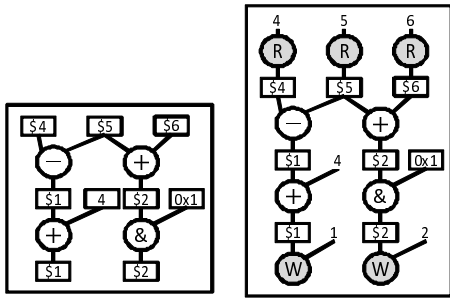 $4 $5 $6
− +
$1 4 $2 0x1
+ &
$1 $2
4 5 6
R R R
$4 $5 $6
− +
$1 4 $2 0x1
+ &
$1 1 $2 2
W W